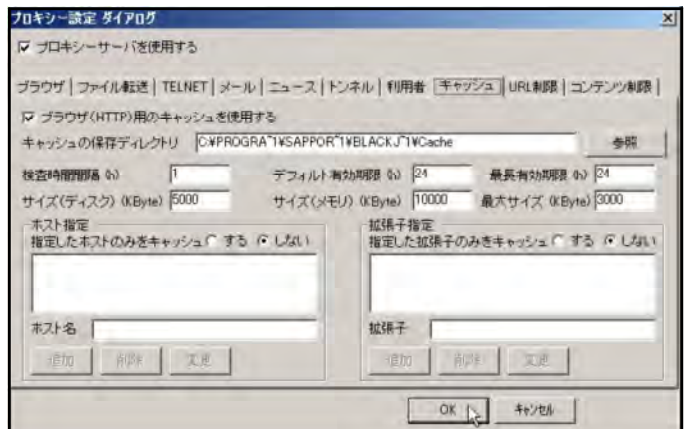 プロキシー設定 ダイアログ
プロキシーサーバを使用する
ブラウザ ファイル転送 TELNET メール ニュース トンネル 利用者 キャッシュ URL制限 コンテンツ制限
ブラウザ(HTTP)用のキャッシュを使用する
キャッシュの保存ディレクトリ C:¥PROGRA~1¥SAPPOR~1¥BLACKJ~1¥Cache 参照
検査時間間隔 (h) 1 デフォルト有効期限 (h) 24 最長有効期限 (h) 24
サイズ(ディスク) (KByte) 5000 サイズ(メモリ) (KByte) 10000 最大サイズ (KByte) 3000
ホスト指定 拡張子指定
指定したホストのみをキャッシュ する しない 指定した拡張子のみをキャッシュ する しない
ホスト名 拡張子
追加 削除 変更 追加 削除 変更
OK キャンセル